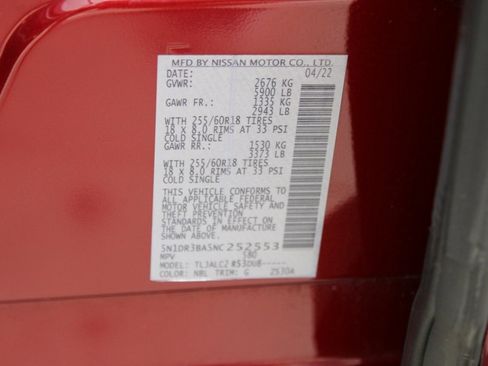 MFD BY NISSAN MOTOR CO., LTD.
DATE: 04/22
GVWR: 2676 KG
5900 LB
GAWR FR.: 1335 KG
2943 LB
WITH 255/60R18 TIRES
18 x 8.0 RIMS AT 33 PSI
COLD SINGLE
GAWR RR.: 1530 KG
3373 LB
WITH 255/60R18 TIRES
18 x 8.0 RIMS AT 33 PSI
COLD SINGLE
THIS VEHICLE CONFORMS TO
ALL APPLICABLE FEDERAL
MOTOR VEHICLE SAFETY AND
THEFT PREVENTION
STANDARDS IN EFFECT ON
THE DATE OF MANUFACTURE
SHOWN ABOVE.
5N1DR3BA5NC252553
MPV
MODEL:
COLOR: NBL TRIM: G